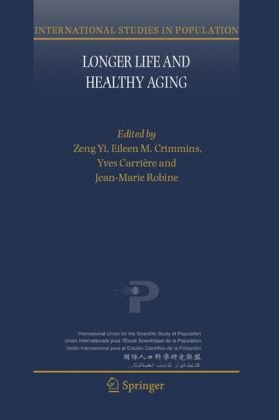 INTERNATIONAL STUDIES IN POPULATION
LONGER LIFE AND
HEALTHY AGING
Edited by
Zeng Yi, Eileen M. Crimmins,
Yves Carrière and
Jean-Marie Robine
P
International Union for the Scientific Study of Population
Union Internationale pour l'Étude Scientifique de la Population
Unión Internacional para el Estudio Científico de la Población
国际人口科学研究联盟
Springer